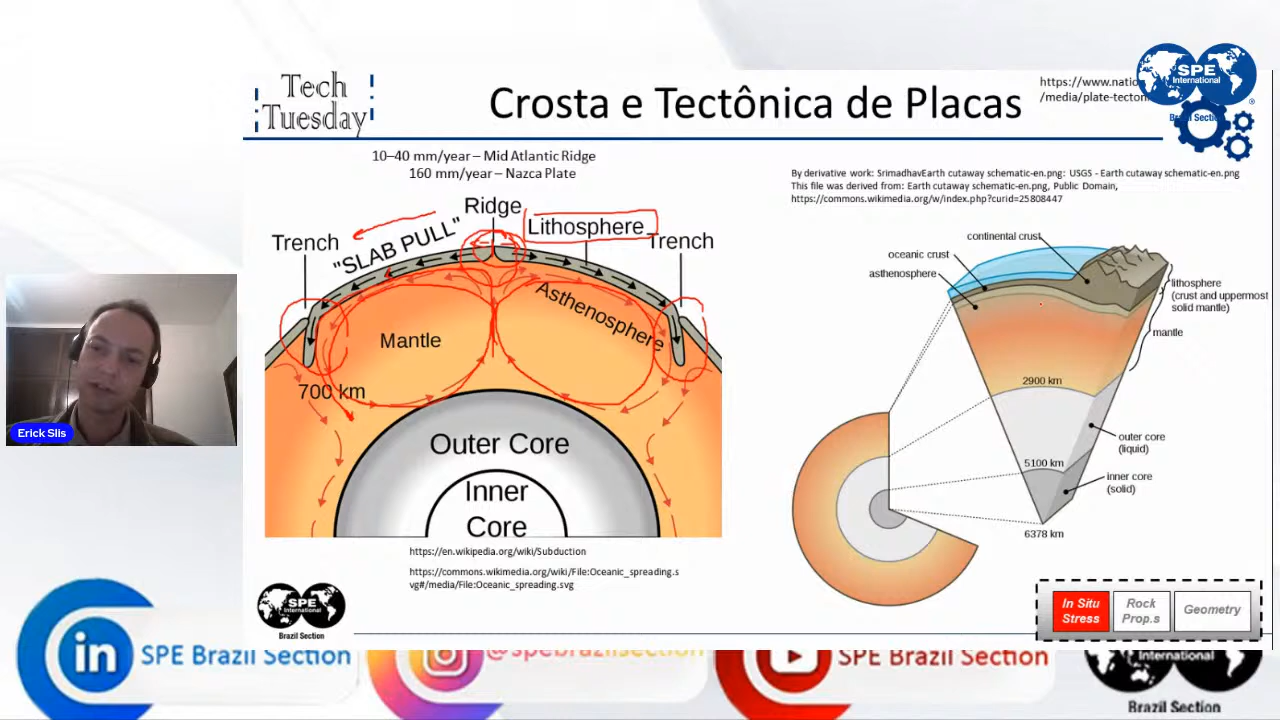 Tech
Tuesday
Crosta e Tectônica de Placas
https://www.natio
/media/plate-tecton
SPE
International
®
Brazil Section
10–40 mm/year – Mid Atlantic Ridge
160 mm/year – Nazca Plate
By derivative work: SrimadhavEarth cutaway schematic-en.png: USGS - Earth cutaway schematic-en.png
This file was derived from: Earth cutaway schematic-en.png, Public Domain,
https://commons.wikimedia.org/w/index.php?curid=25808447
Ridge
Trench
"SLAB PULL"
Lithosphere
Trench
Asthenosphere
Mantle
700 km
Outer Core
Inner
Core
https://en.wikipedia.org/wiki/Subduction
https://commons.wikimedia.org/wiki/File:Oceanic_spreading.s
vg#/media/File:Oceanic_spreading.svg
continental crust
oceanic crust
asthenosphere
lithosphere
(crust and uppermost
solid mantle)
mantle
2900 km
outer core
(liquid)
5100 km
inner core
(solid)
6378 km
Erick Slis
SPE
International
Brazil Section
In Situ
Stress
Rock
Prop.s
Geometry
in
SPE Brazil Section
@spebrazilsection
SPE Brazil Section
International
Brazil Section